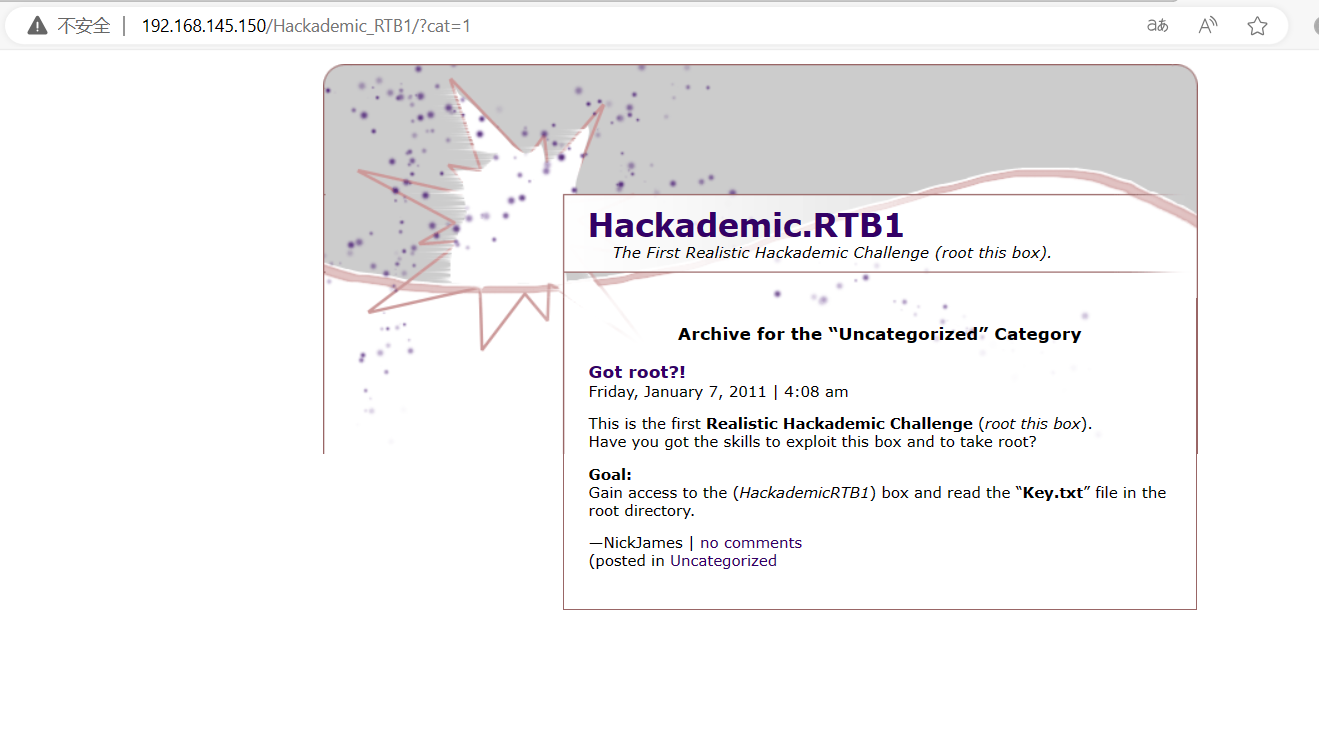 不安全 | 192.168.145.150/Hackademic_RTB1/?cat=1 aあ A
Hackademic.RTB1
The First Realistic Hackademic Challenge (root this box).
Archive for the “Uncategorized” Category
Got root?!
Friday, January 7, 2011 | 4:08 am
This is the first Realistic Hackademic Challenge (root this box).
Have you got the skills to exploit this box and to take root?
Goal:
Gain access to the (HackademicRTB1) box and read the “Key.txt” file in the
root directory.
—NickJames | no comments
(posted in Uncategorized